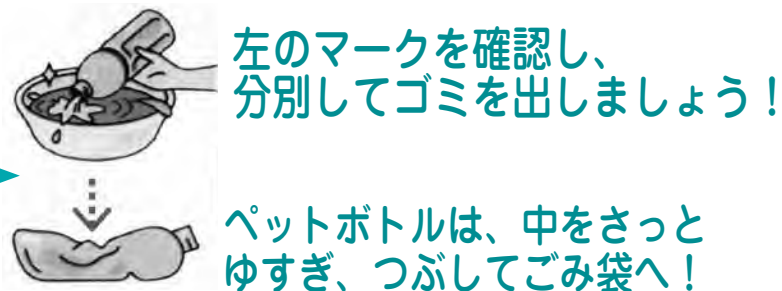 左のマークを確認し、
分別してゴミを出しましょう！
ペットボトルは、中をさっと
ゆすぎ、つぶしてごみ袋へ！